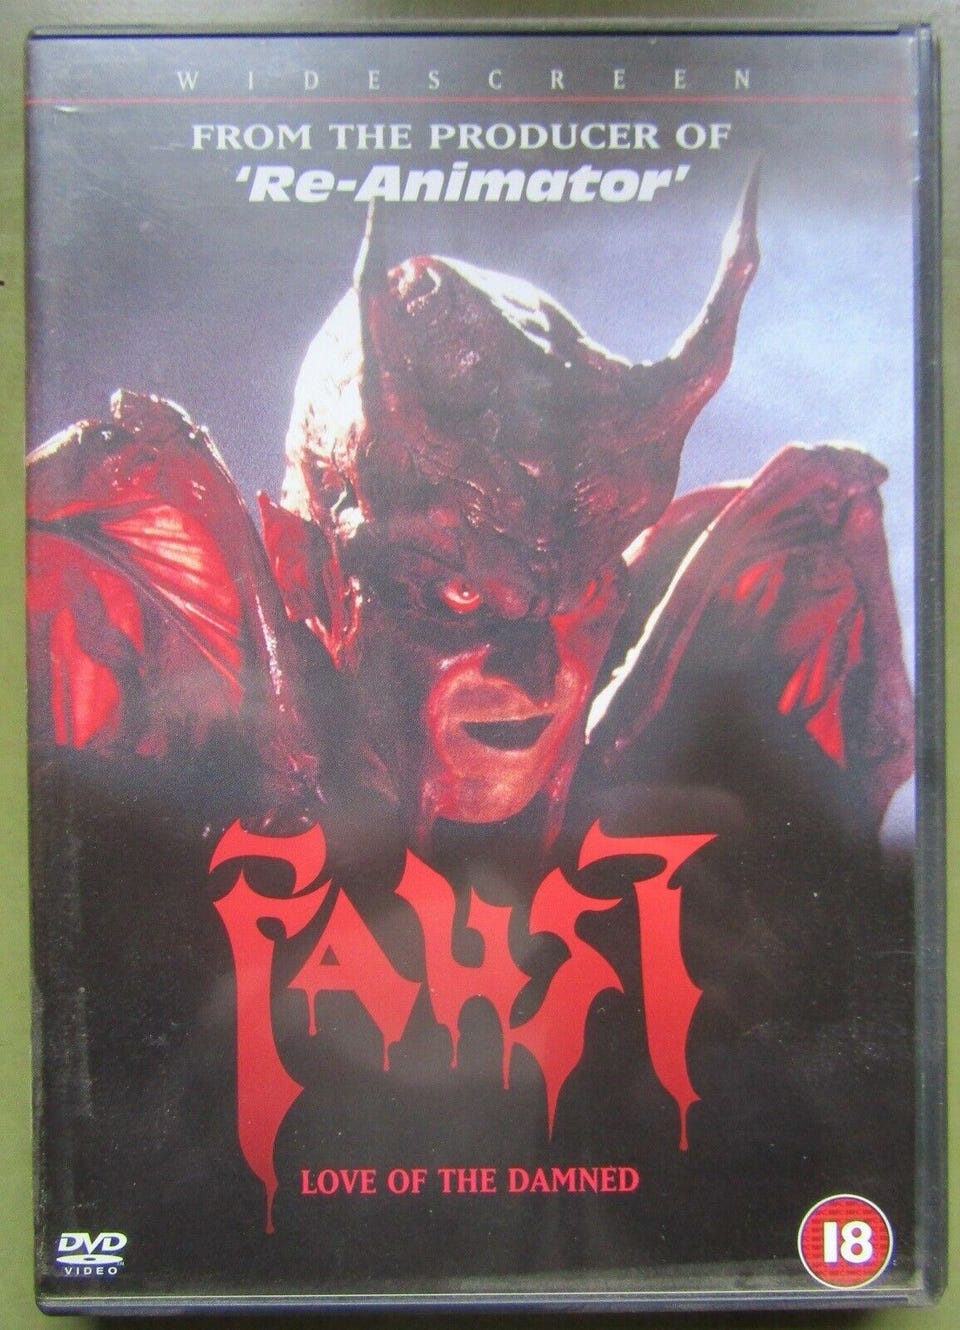 WIDESCREEN
FROM THE PRODUCER OF
'Re-Animator'
FAUST
LOVE OF THE DAMNED
DVD
VIDEO
18